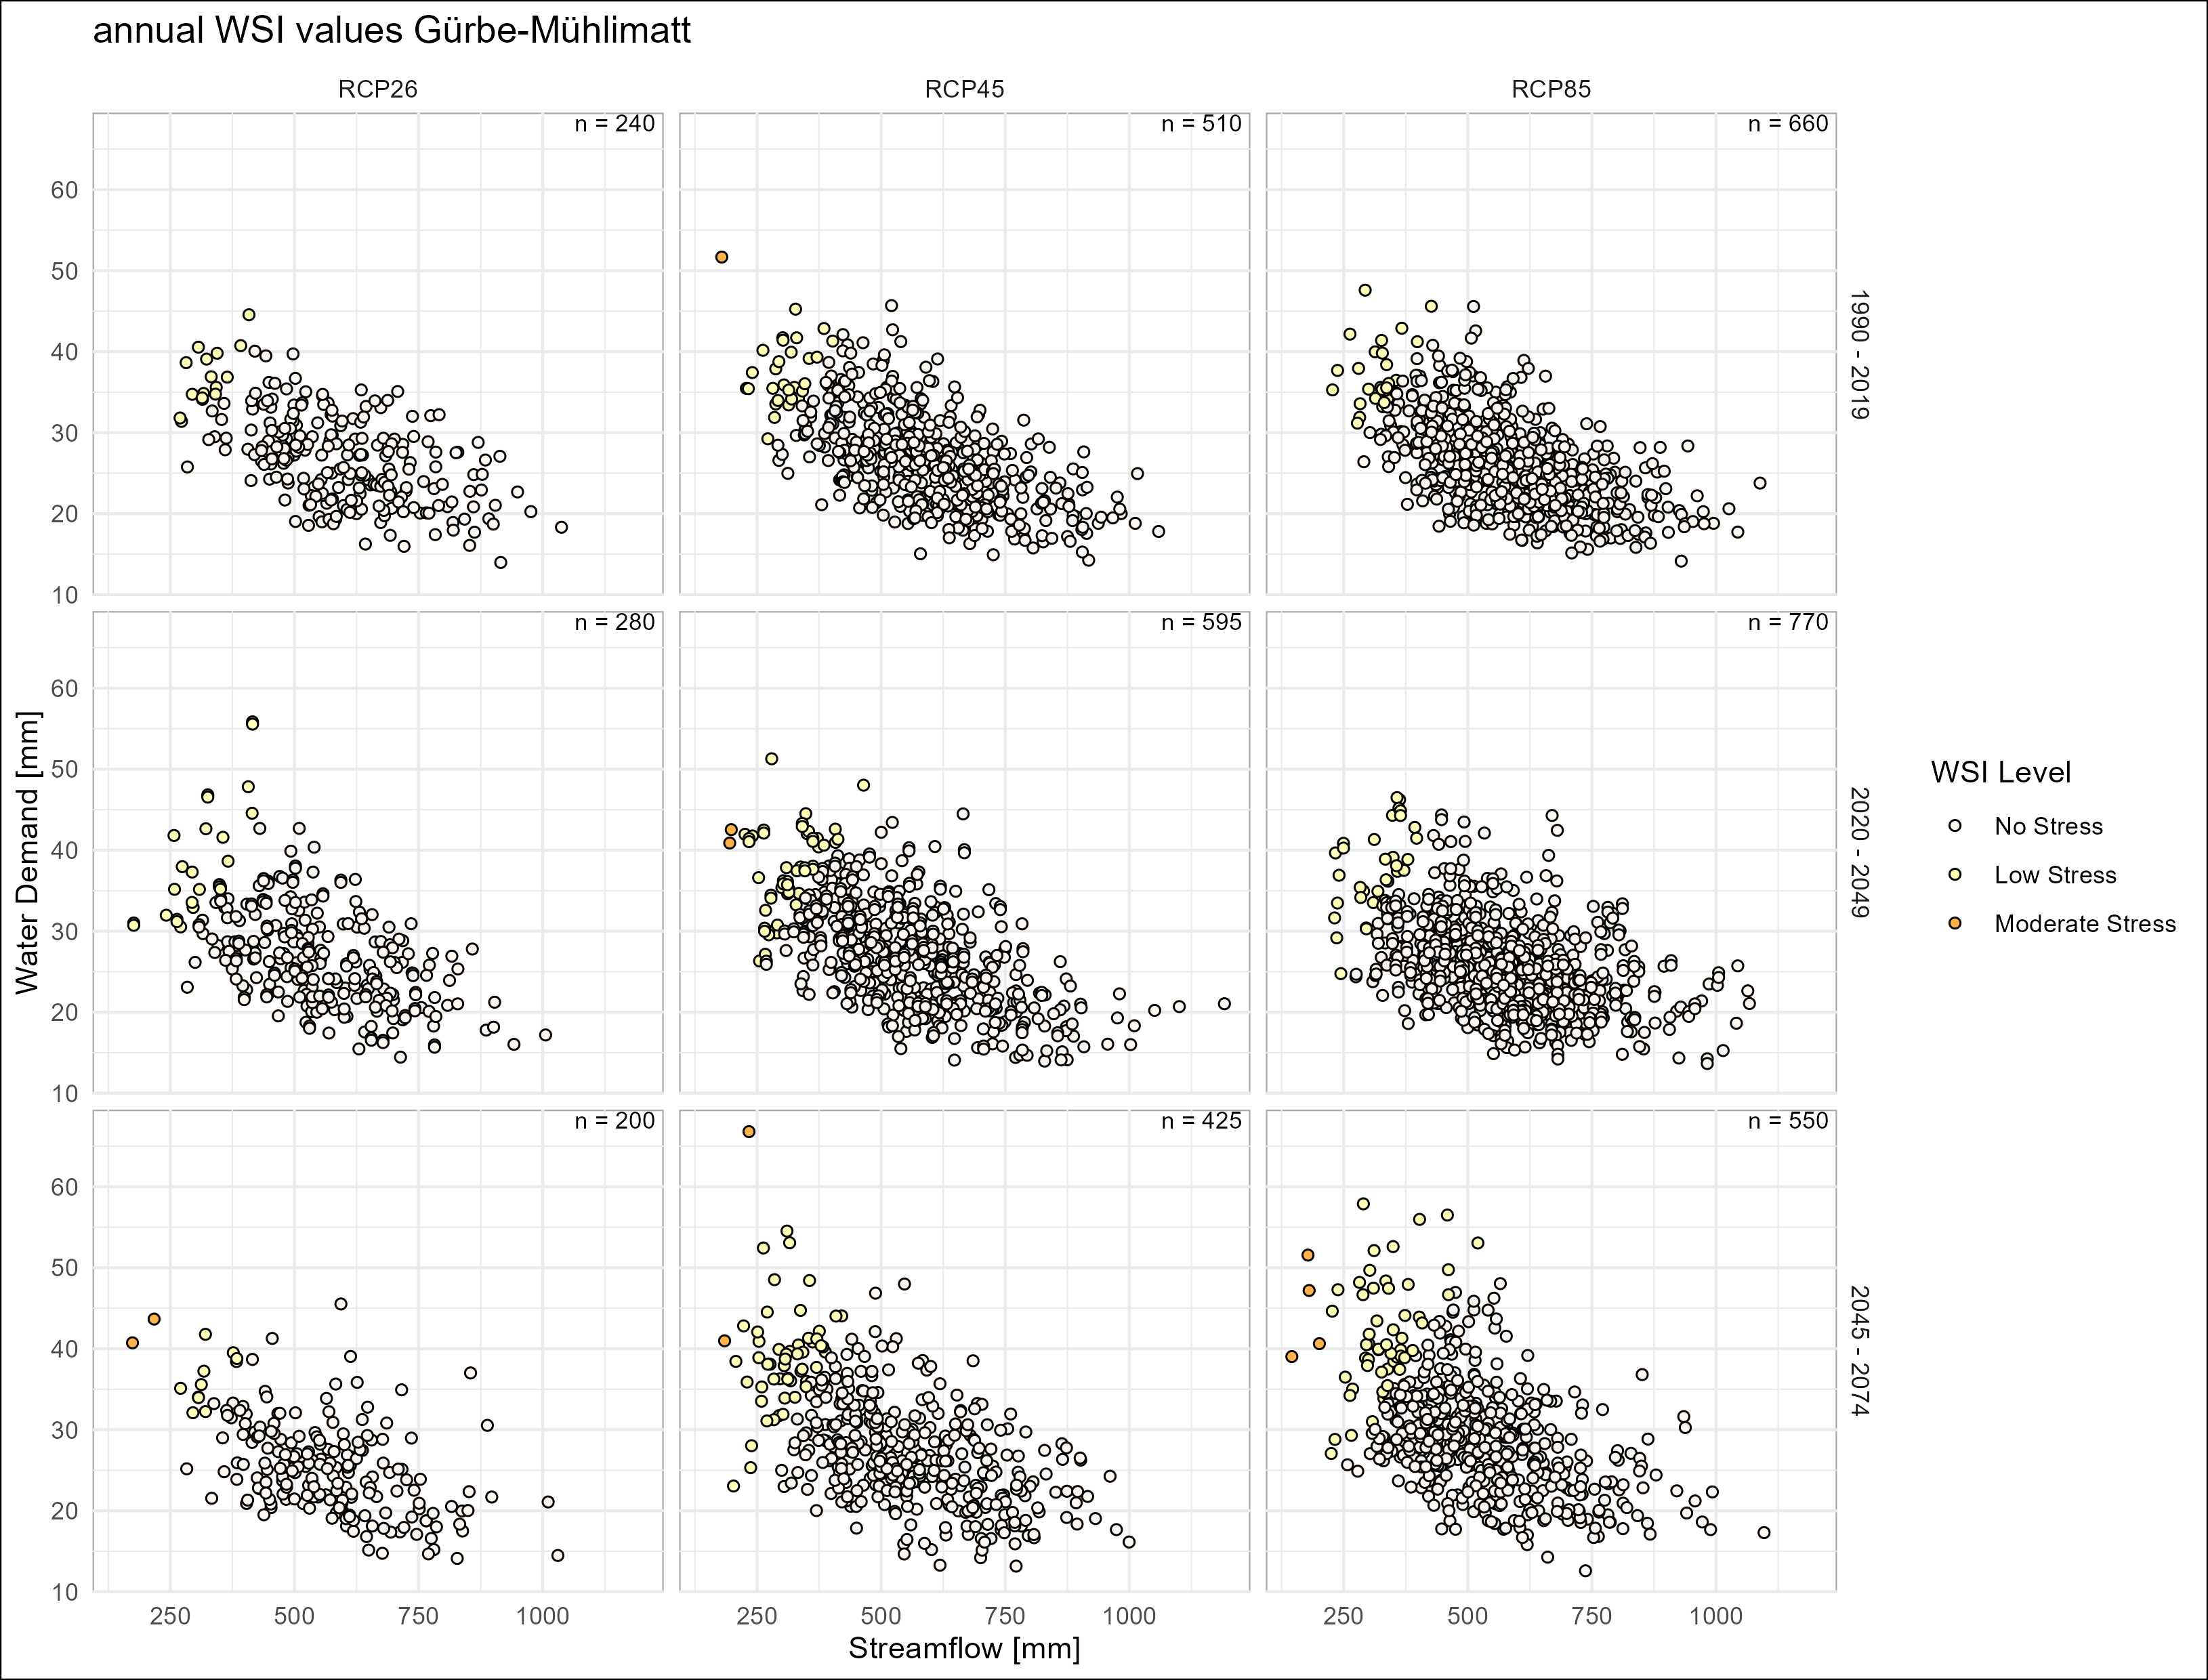 annual WSI values Gürbe-Mühlimatt
RCP26
RCP45
RCP85
n = 240
n = 510
n = 660
60
50
40
30
20
10
1990 - 2019
n = 280
n = 595
n = 770
60
50
40
30
20
10
2020 - 2049
n = 200
n = 425
n = 550
60
50
40
30
20
10
2045 - 2074
Water Demand [mm]
250 500 750 1000
250 500 750 1000
250 500 750 1000
Streamflow [mm]
WSI Level
No Stress
Low Stress
Moderate Stress